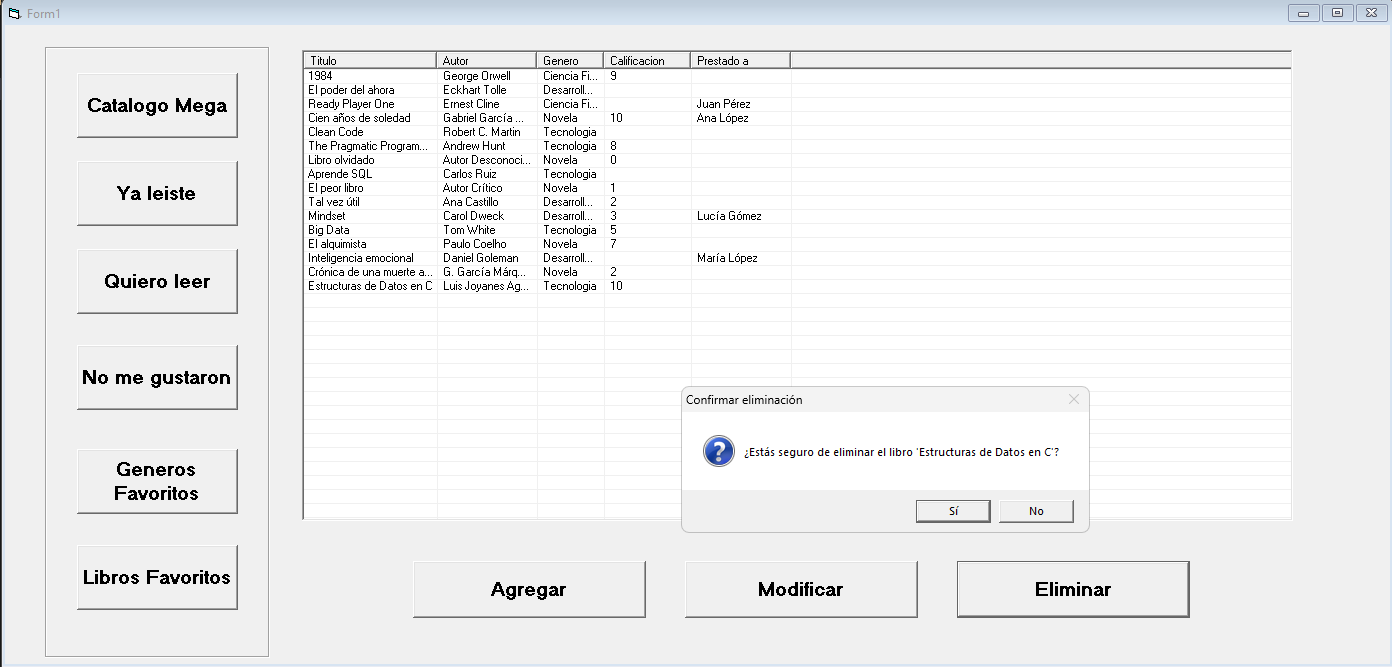 Form1
Catalogo Mega
Ya leiste
Quiero leer
No me gustaron
Generos
Favoritos
Libros Favoritos
Titulo Autor Genero Calificacion Prestado a
1984 George Orwell Ciencia Fi... 9
El poder del ahora Eckhart Tolle Desarroll...
Ready Player One Ernest Cline Ciencia Fi... Juan Pérez
Cien años de soledad Gabriel García ... Novela 10 Ana López
Clean Code Robert C. Martin Tecnologia
The Pragmatic Program... Andrew Hunt Tecnologia 8
Libro olvidado Autor Desconoci... Novela 0
Aprende SQL Carlos Ruiz Tecnologia
El peor libro Autor Crítico Novela 1
Tal vez útil Ana Castillo Desarroll... 2
Mindset Carol Dweck Desarroll... 3 Lucía Gómez
Big Data Tom White Tecnologia 5
El alquimista Paulo Coelho Novela 7
Inteligencia emocional Daniel Goleman Desarroll... María López
Crónica de una muerte a... G. García Márq... Novela 2
Estructuras de Datos en C Luis Joyanes Ag... Tecnologia 10
Confirmar eliminación
¿Estás seguro de eliminar el libro 'Estructuras de Datos en C'?
Sí No
Agregar Modificar Eliminar